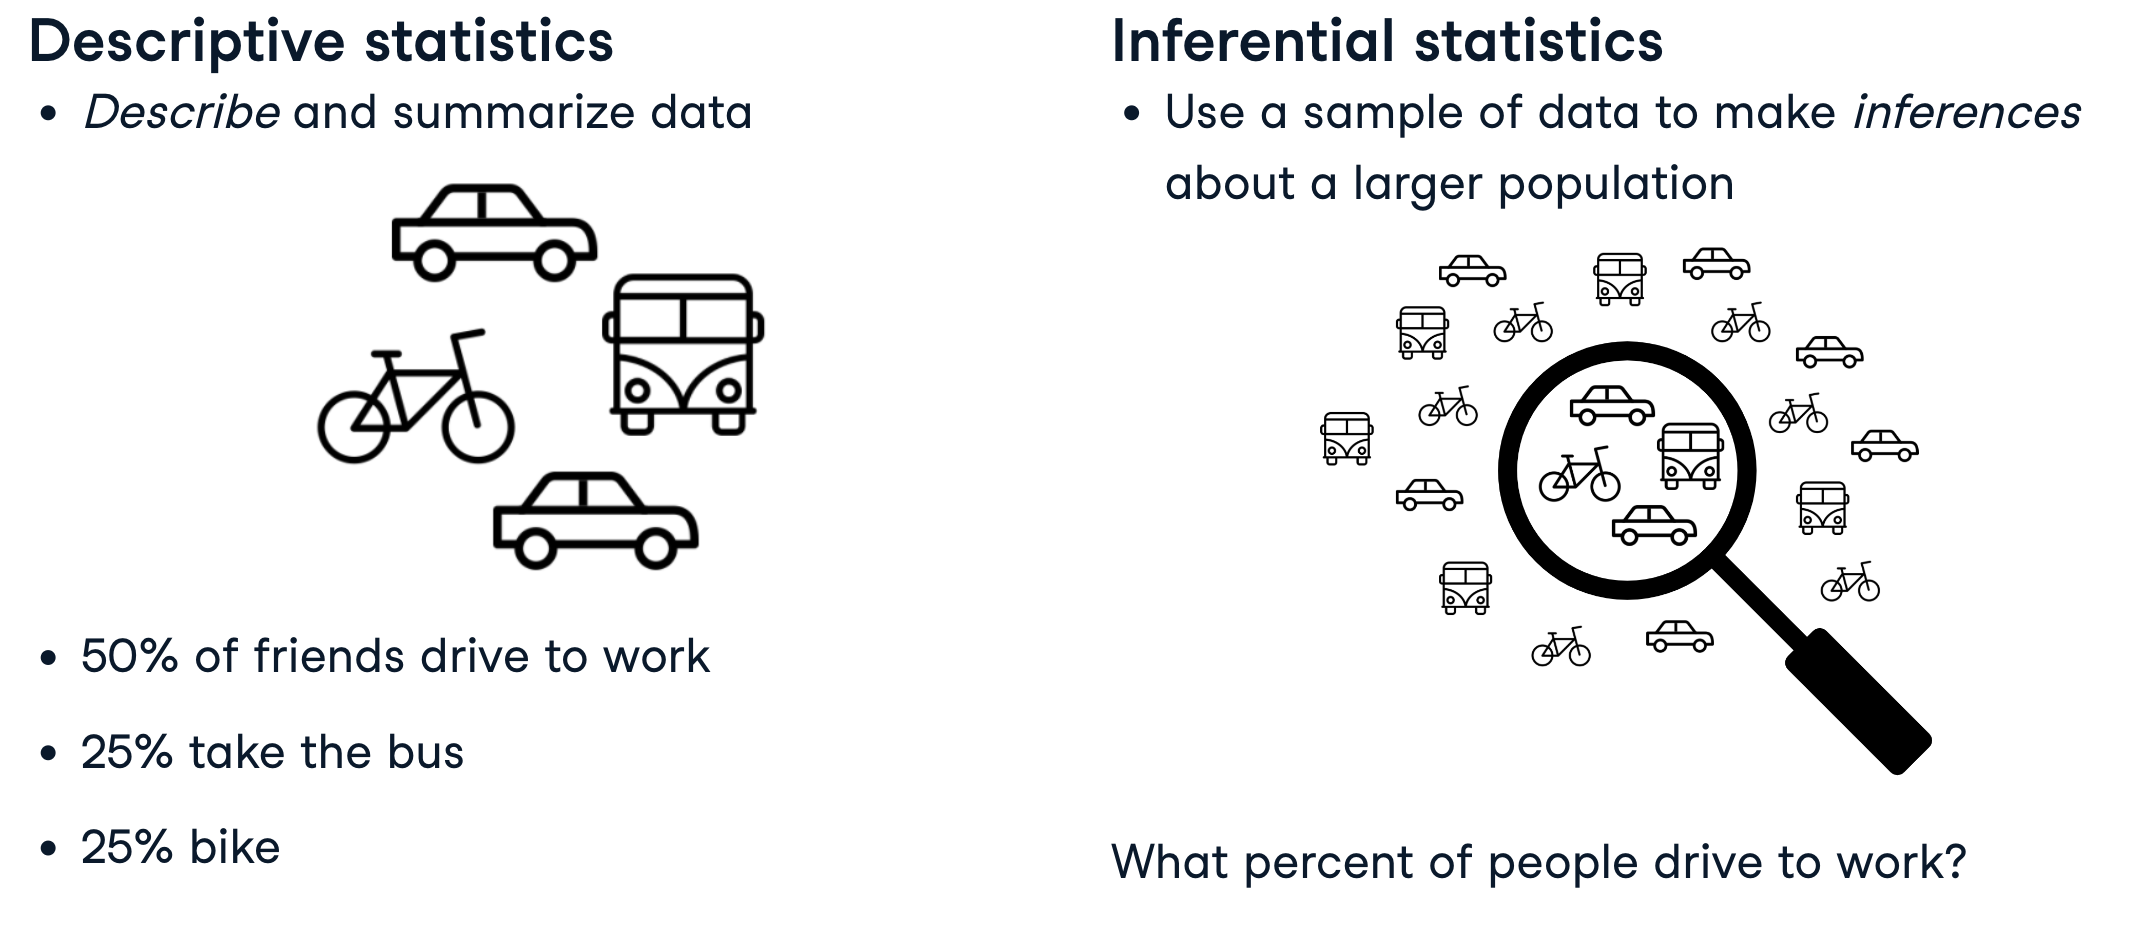 Descriptive statistics
• Describe and summarize data
• 50% of friends drive to work
• 25% take the bus
• 25% bike
Inferential statistics
• Use a sample of data to make inferences
about a larger population
What percent of people drive to work?